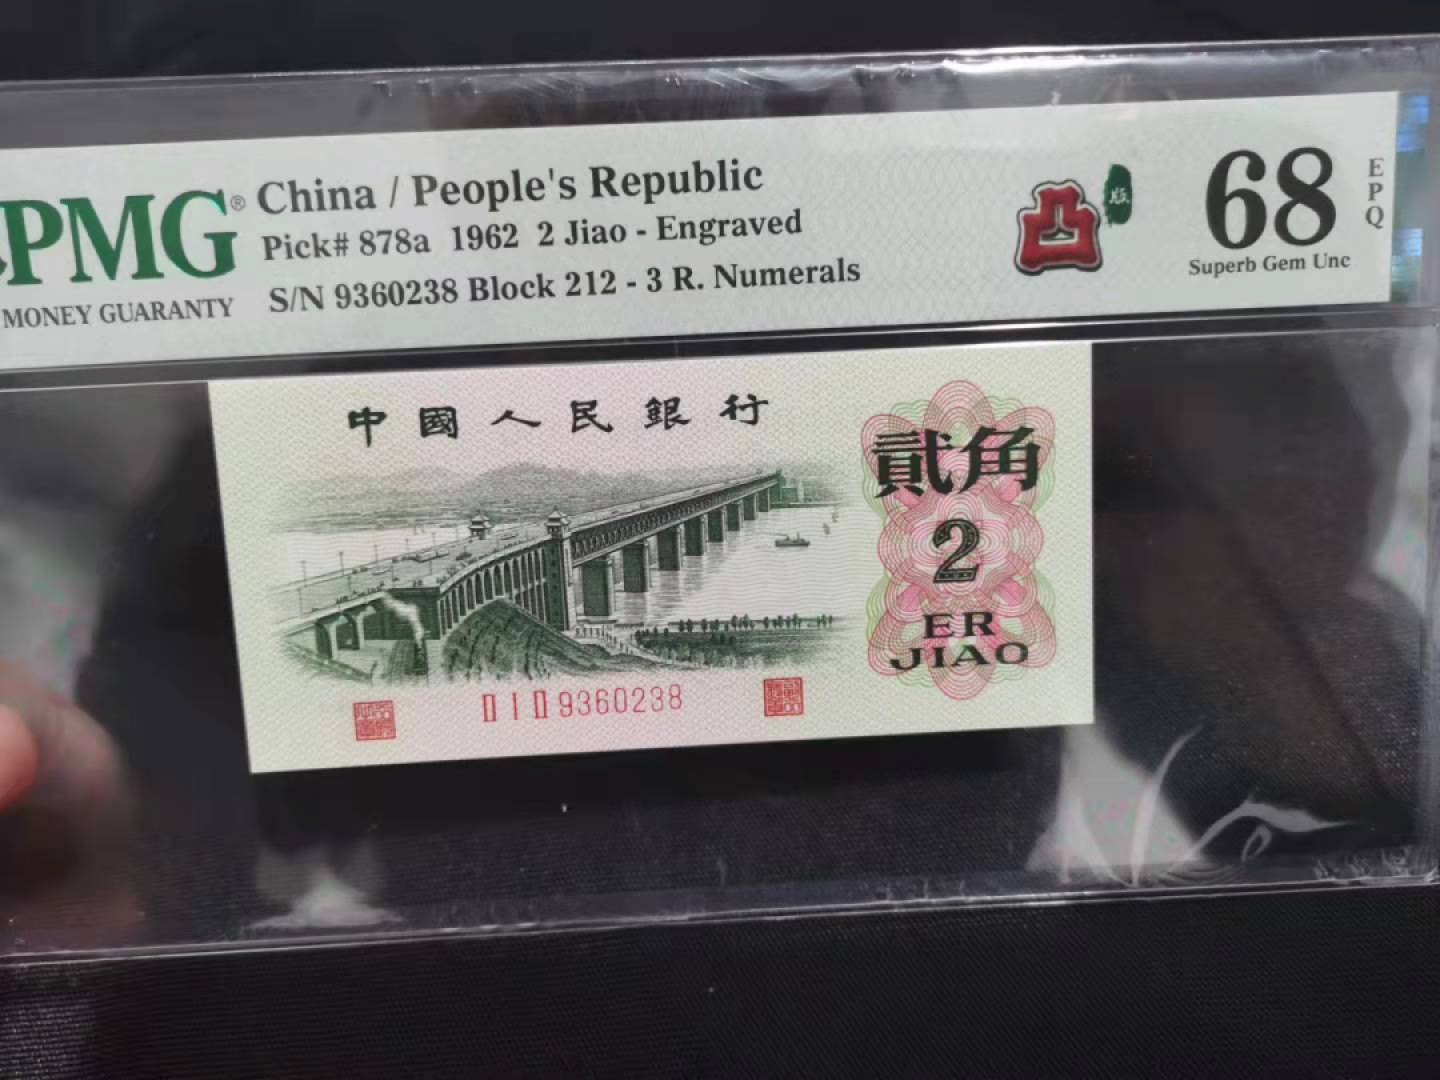 PMG®
MONEY GUARANTY
China / People's Republic
Pick# 878a 1962 2 Jiao - Engraved
S/N 9360238 Block 212 - 3 R. Numerals
凸
版
68
EPQ
Superb Gem Unc
中國人民銀行
貳角
2
ER
JIAO
II I II 9360238